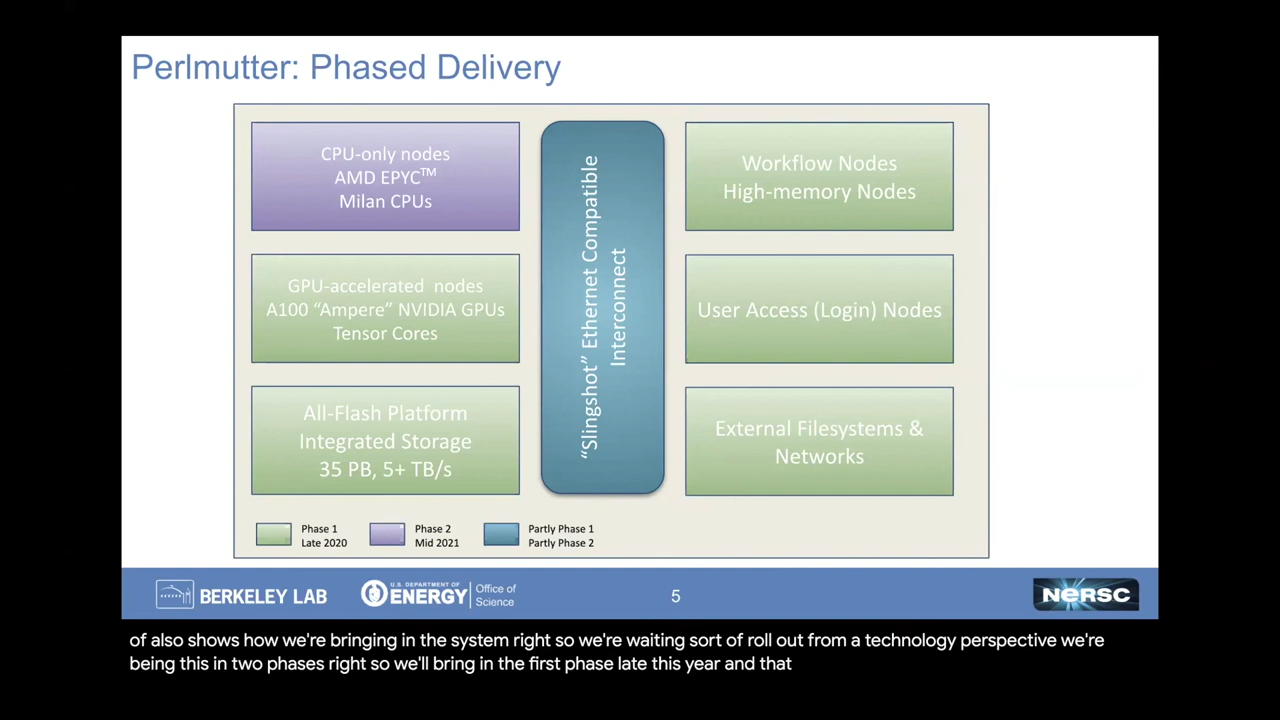 Perlmutter: Phased Delivery
CPU-only nodes
AMD EPYC™
Milan CPUs
GPU-accelerated nodes
A100 “Ampere” NVIDIA GPUs
Tensor Cores
All-Flash Platform
Integrated Storage
35 PB, 5+ TB/s
“Slingshot” Ethernet Compatible
Interconnect
Workflow Nodes
High-memory Nodes
User Access (Login) Nodes
External Filesystems &
Networks
Phase 1
Late 2020
Phase 2
Mid 2021
Partly Phase 1
Partly Phase 2
BERKELEY LAB
U.S. DEPARTMENT OF
ENERGY
Office of
Science
5
NERSC
of also shows how we're bringing in the system right so we're waiting sort of roll out from a technology perspective we're
being this in two phases right so we'll bring in the first phase late this year and that